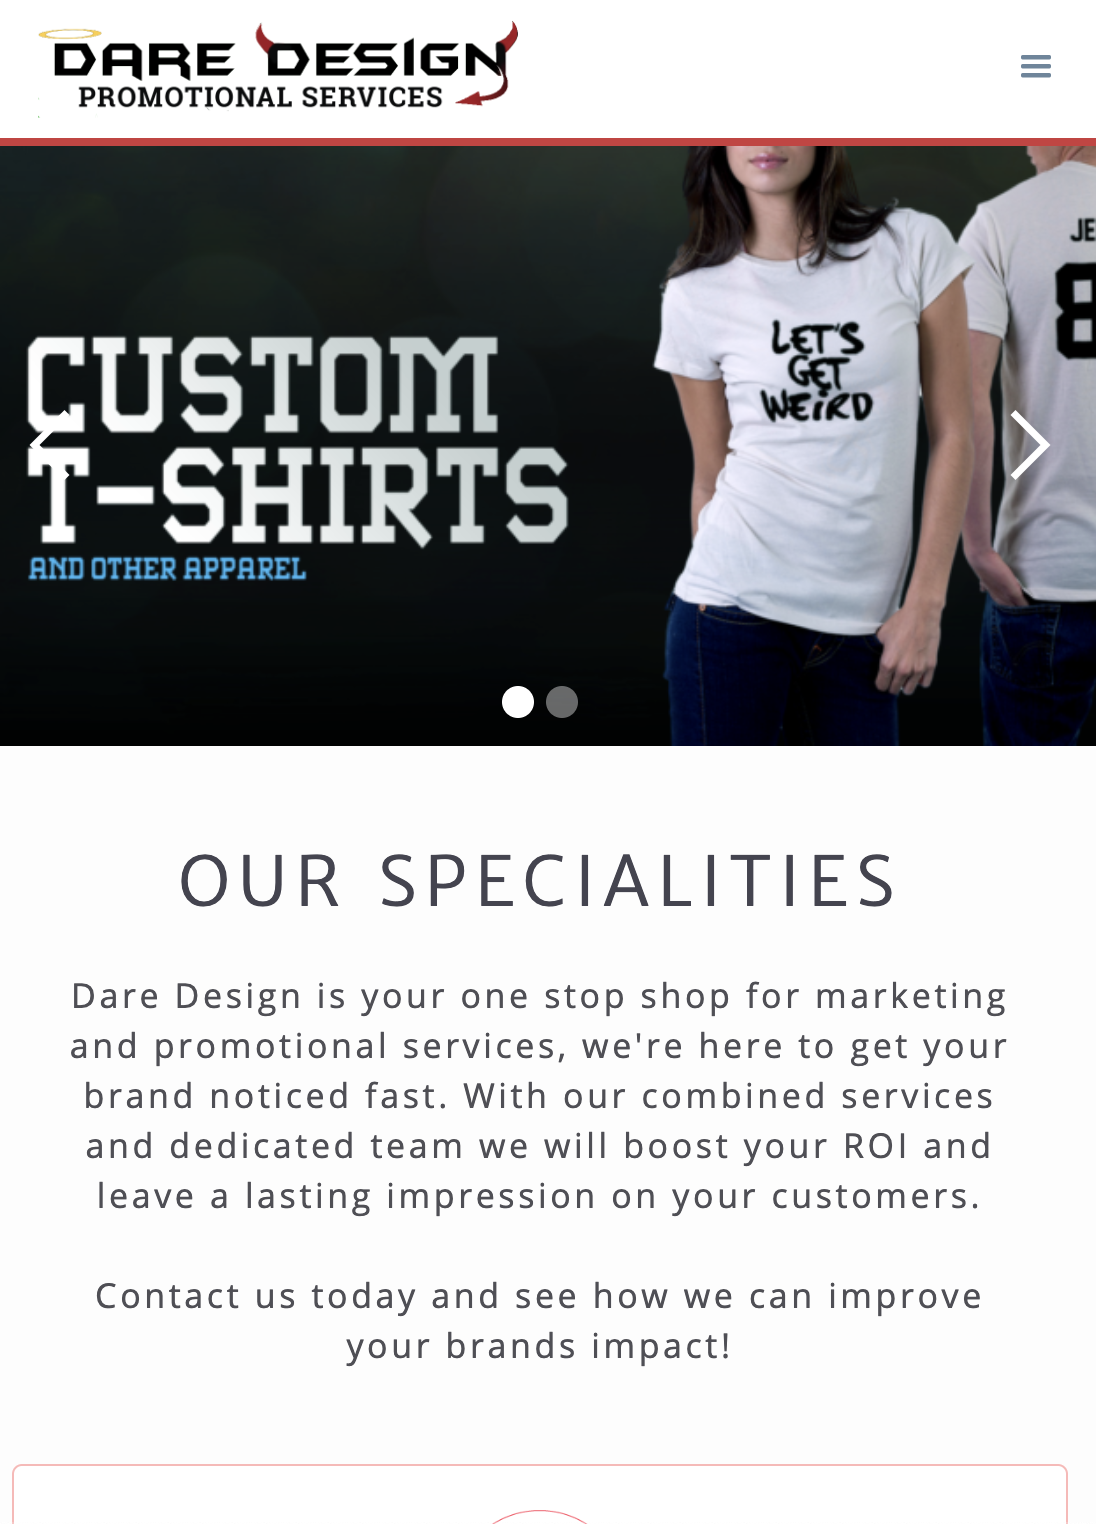 DARE DESIGN
PROMOTIONAL SERVICES
CUSTOM
T-SHIRTS
AND OTHER APPAREL
LET'S
GET
WEIRD
JE
8
OUR SPECIALITIES
Dare Design is your one stop shop for marketing
and promotional services, we're here to get your
brand noticed fast. With our combined services
and dedicated team we will boost your ROI and
leave a lasting impression on your customers.
Contact us today and see how we can improve
your brands impact!